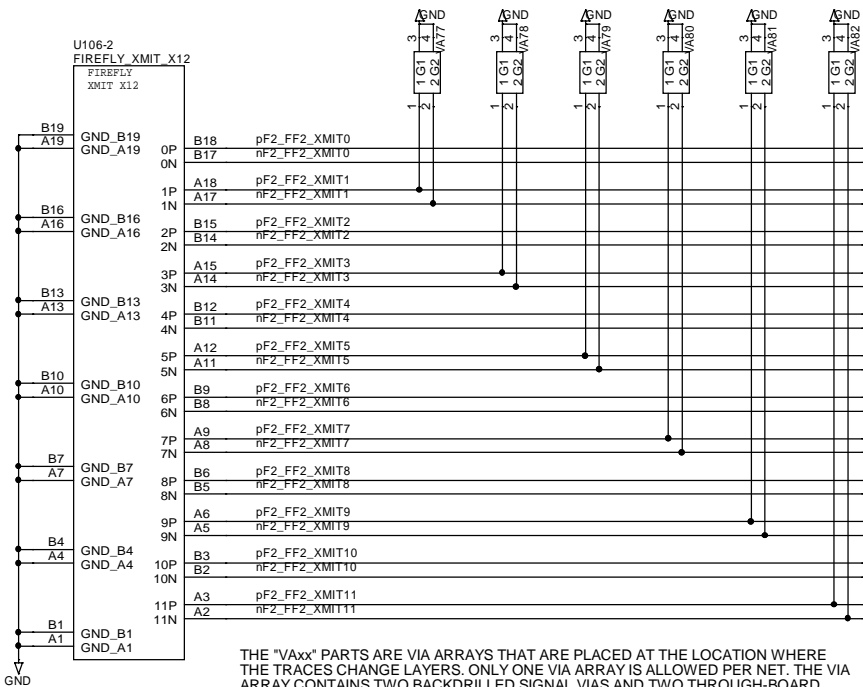 GND GND GND GND GND GND
3 4 VA77 3 4 VA78 3 4 VA79 3 4 VA80 3 4 VA81 3 4 VA82
1 G1 2 G2 1 G1 2 G2 1 G1 2 G2 1 G1 2 G2 1 G1 2 G2 1 G1 2 G2
1 2 1 2 1 2 1 2 1 2 1 2
U106-2
FIREFLY_XMIT_X12
FIREFLY
XMIT X12
B19 GND_B19
A19 GND_A19
0P B18 pF2_FF2_XMIT0
0N B17 nF2_FF2_XMIT0
1P A18 pF2_FF2_XMIT1
1N A17 nF2_FF2_XMIT1
B16 GND_B16
A16 GND_A16
2P B15 pF2_FF2_XMIT2
2N B14 nF2_FF2_XMIT2
3P A15 pF2_FF2_XMIT3
3N A14 nF2_FF2_XMIT3
B13 GND_B13
A13 GND_A13
4P B12 pF2_FF2_XMIT4
4N B11 nF2_FF2_XMIT4
5P A12 pF2_FF2_XMIT5
5N A11 nF2_FF2_XMIT5
B10 GND_B10
A10 GND_A10
6P B9 pF2_FF2_XMIT6
6N B8 nF2_FF2_XMIT6
7P A9 pF2_FF2_XMIT7
7N A8 nF2_FF2_XMIT7
B7 GND_B7
A7 GND_A7
8P B6 pF2_FF2_XMIT8
8N B5 nF2_FF2_XMIT8
9P A6 pF2_FF2_XMIT9
9N A5 nF2_FF2_XMIT9
B4 GND_B4
A4 GND_A4
10P B3 pF2_FF2_XMIT10
10N B2 nF2_FF2_XMIT10
11P A3 pF2_FF2_XMIT11
11N A2 nF2_FF2_XMIT11
B1 GND_B1
A1 GND_A1
GND
THE "VAxx" PARTS ARE VIA ARRAYS THAT ARE PLACED AT THE LOCATION WHERE
THE TRACES CHANGE LAYERS. ONLY ONE VIA ARRAY IS ALLOWED PER NET. THE VIA
ARRAY CONTAINS TWO BACKDRILLED SIGNAL VIAS AND TWO THROUGH-BOARD